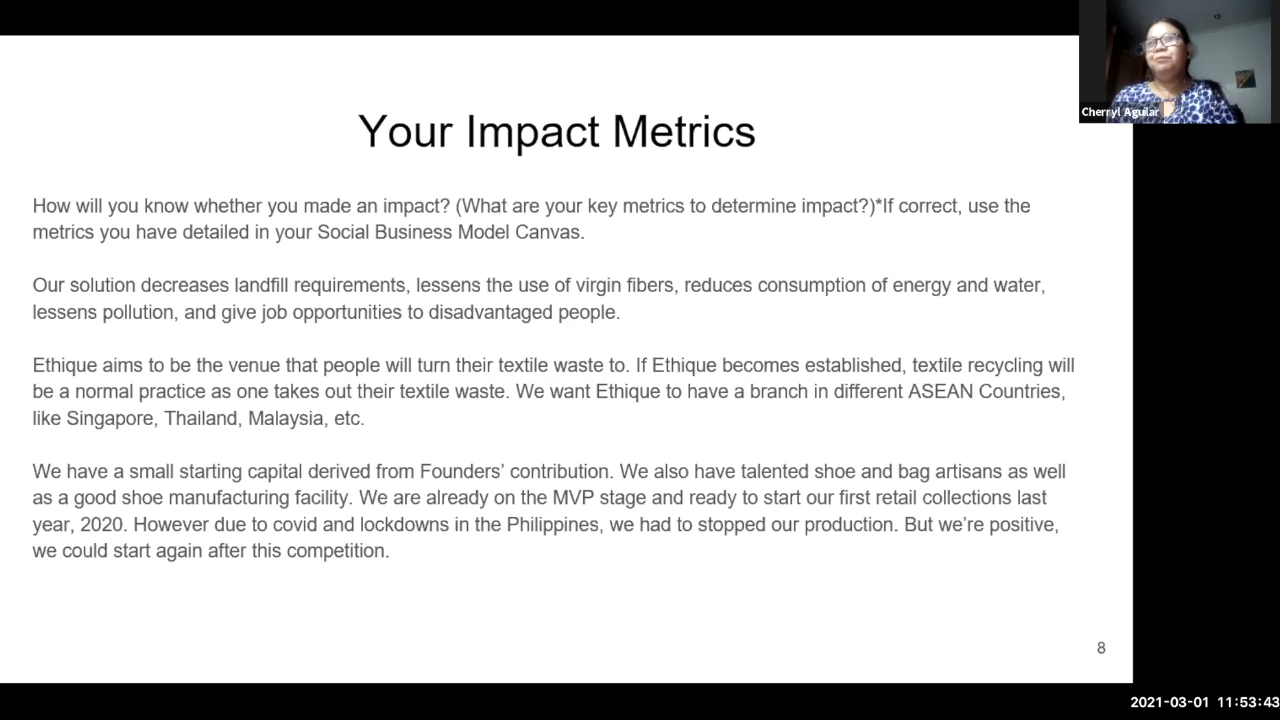 Cherryl Aguilar
Your Impact Metrics
How will you know whether you made an impact? (What are your key metrics to determine impact?)*If correct, use the
metrics you have detailed in your Social Business Model Canvas.
Our solution decreases landfill requirements, lessens the use of virgin fibers, reduces consumption of energy and water,
lessens pollution, and give job opportunities to disadvantaged people.
Ethique aims to be the venue that people will turn their textile waste to. If Ethique becomes established, textile recycling will
be a normal practice as one takes out their textile waste. We want Ethique to have a branch in different ASEAN Countries,
like Singapore, Thailand, Malaysia, etc.
We have a small starting capital derived from Founders’ contribution. We also have talented shoe and bag artisans as well
as a good shoe manufacturing facility. We are already on the MVP stage and ready to start our first retail collections last
year, 2020. However due to covid and lockdowns in the Philippines, we had to stopped our production. But we’re positive,
we could start again after this competition.
8
2021-03-01 11:53:43